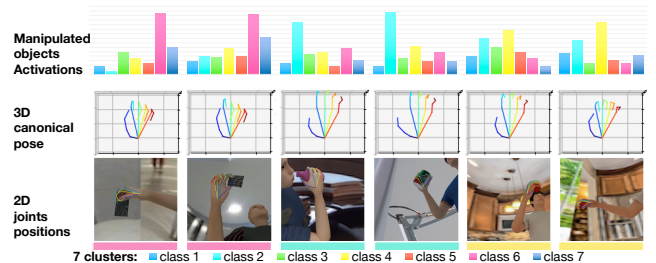 Manipulated
objects
Activations
3D
canonical
pose
2D
joints
positions
7 clusters: class 1 class 2 class 3 class 4 class 5 class 6 class 7